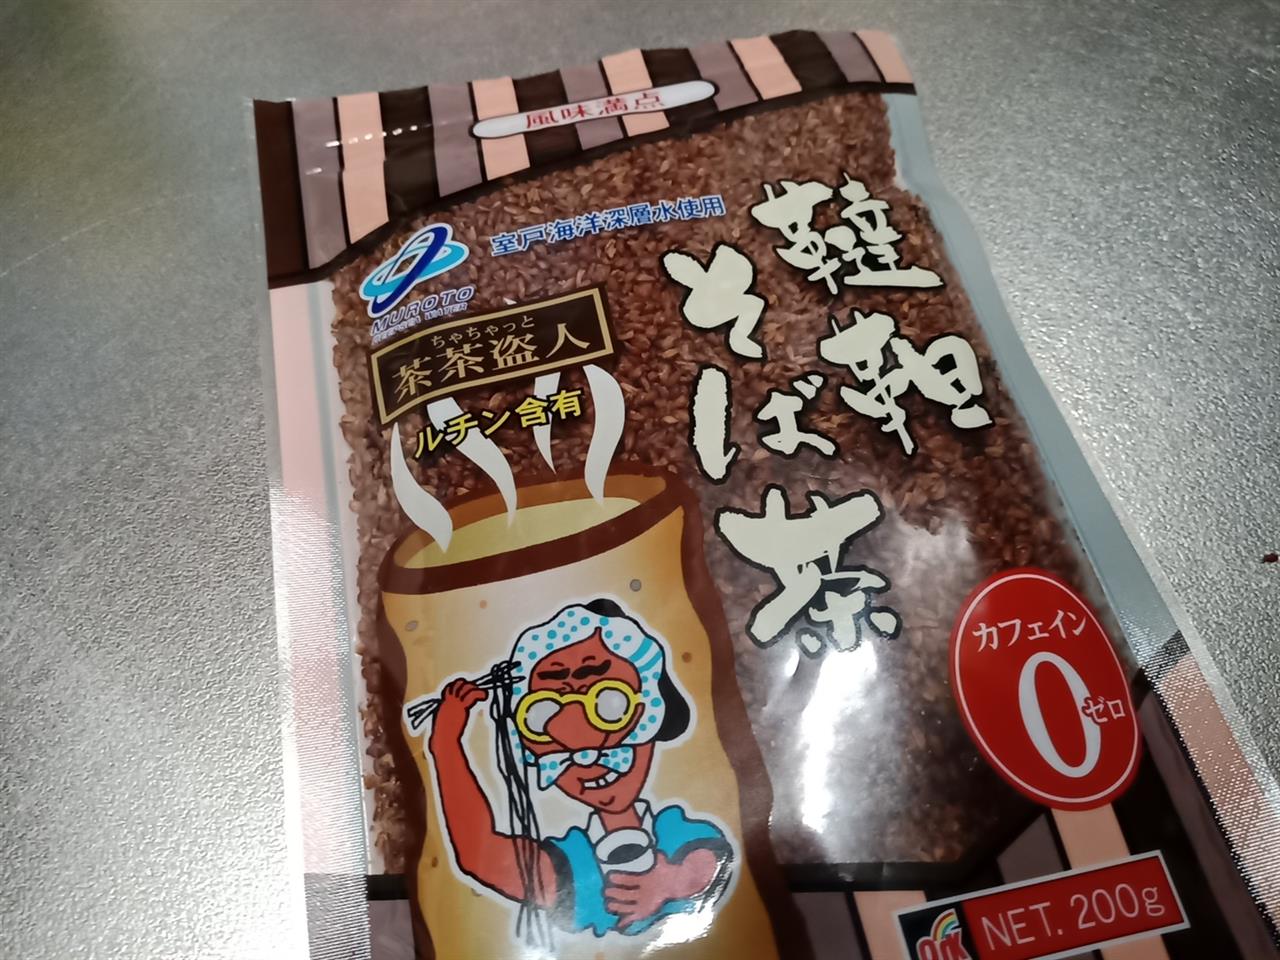 風味満点
室戸海洋深層水使用
MUROTO
DEEP SEA WATER
ちゃちゃっと
茶茶盗人
ルチン含有
韃靼
そば茶
カフェイン
0
ゼロ
OSK
NET. 200g